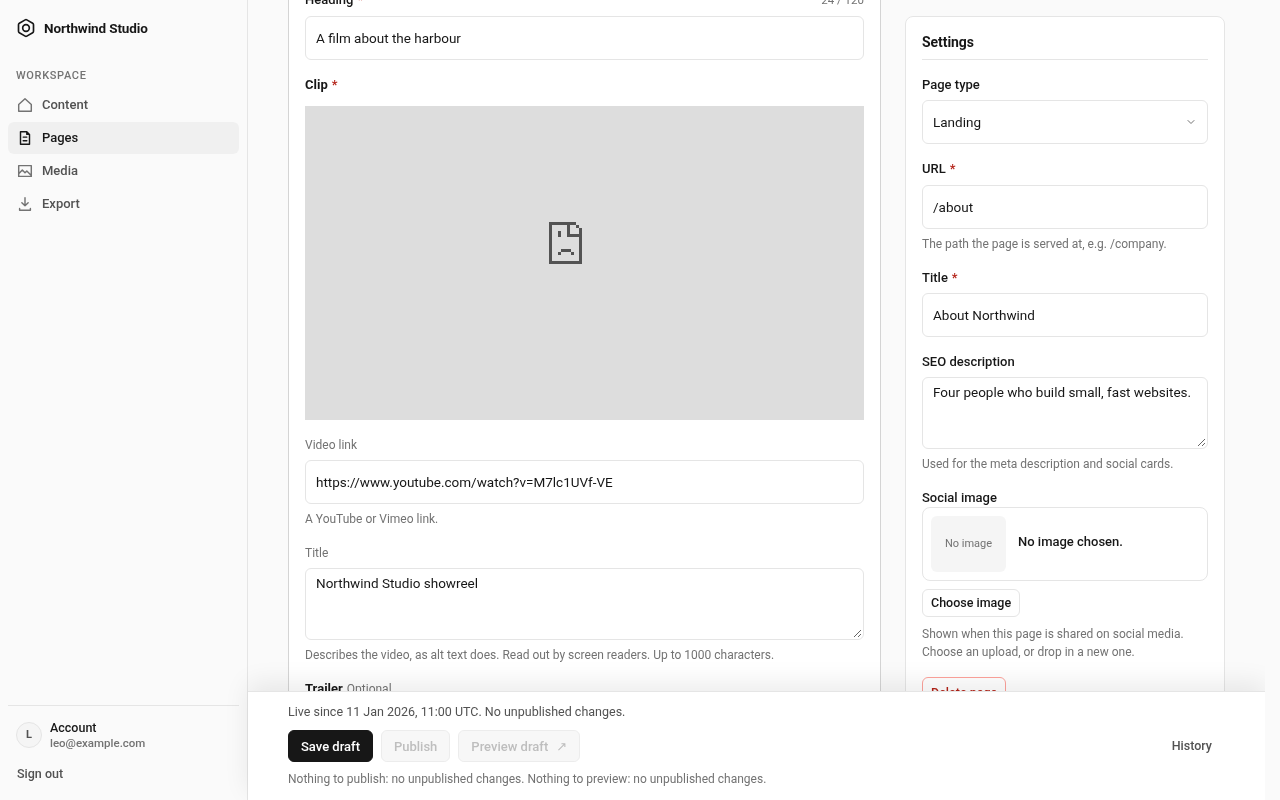 Northwind Studio
WORKSPACE
Content
Pages
Media
Export
Account
L
leo@example.com
Sign out
Heading *
24 / 120
A film about the harbour
Clip *
Video link
https://www.youtube.com/watch?v=M7lc1UVf-VE
A YouTube or Vimeo link.
Title
Northwind Studio showreel
Describes the video, as alt text does. Read out by screen readers. Up to 1000 characters.
Trailer Optional
Settings
Page type
Landing
URL *
/about
The path the page is served at, e.g. /company.
Title *
About Northwind
SEO description
Four people who build small, fast websites.
Used for the meta description and social cards.
Social image
No image
No image chosen.
Choose image
Shown when this page is shared on social media.
Choose an upload, or drop in a new one.
Delete page
Live since 11 Jan 2026, 11:00 UTC. No unpublished changes.
Save draft
Publish
Preview draft ↗
History
Nothing to publish: no unpublished changes. Nothing to preview: no unpublished changes.